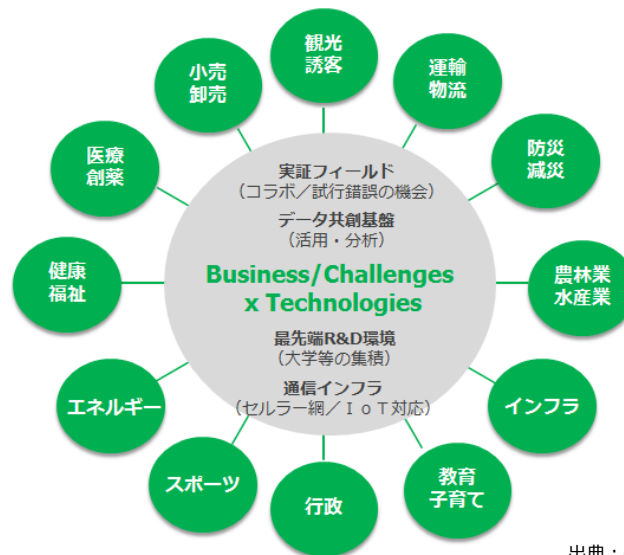 観光
誘客
運輸
物流
防災
減災
農林業
水産業
インフラ
教育
子育て
行政
スポーツ
エネルギー
健康
福祉
医療
創薬
小売
卸売
実証フィールド
（コラボ／試行錯誤の機会）
データ共創基盤
（活用・分析）
Business/Challenges
x Technologies
最先端R&D環境
（大学等の集積）
通信インフラ
（セルラー網／ＩｏＴ対応）
出典：